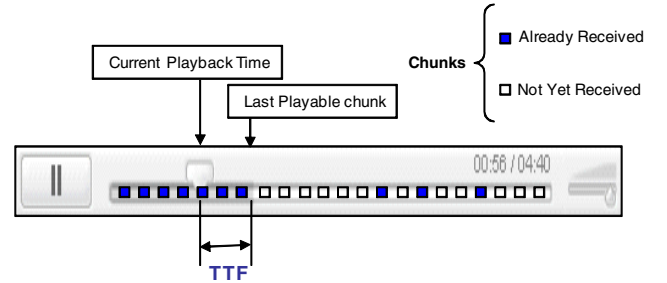 Already Received
Current Playback Time
Chunks
Not Yet Received
Last Playable chunk
00:56 / 04:40
TTF